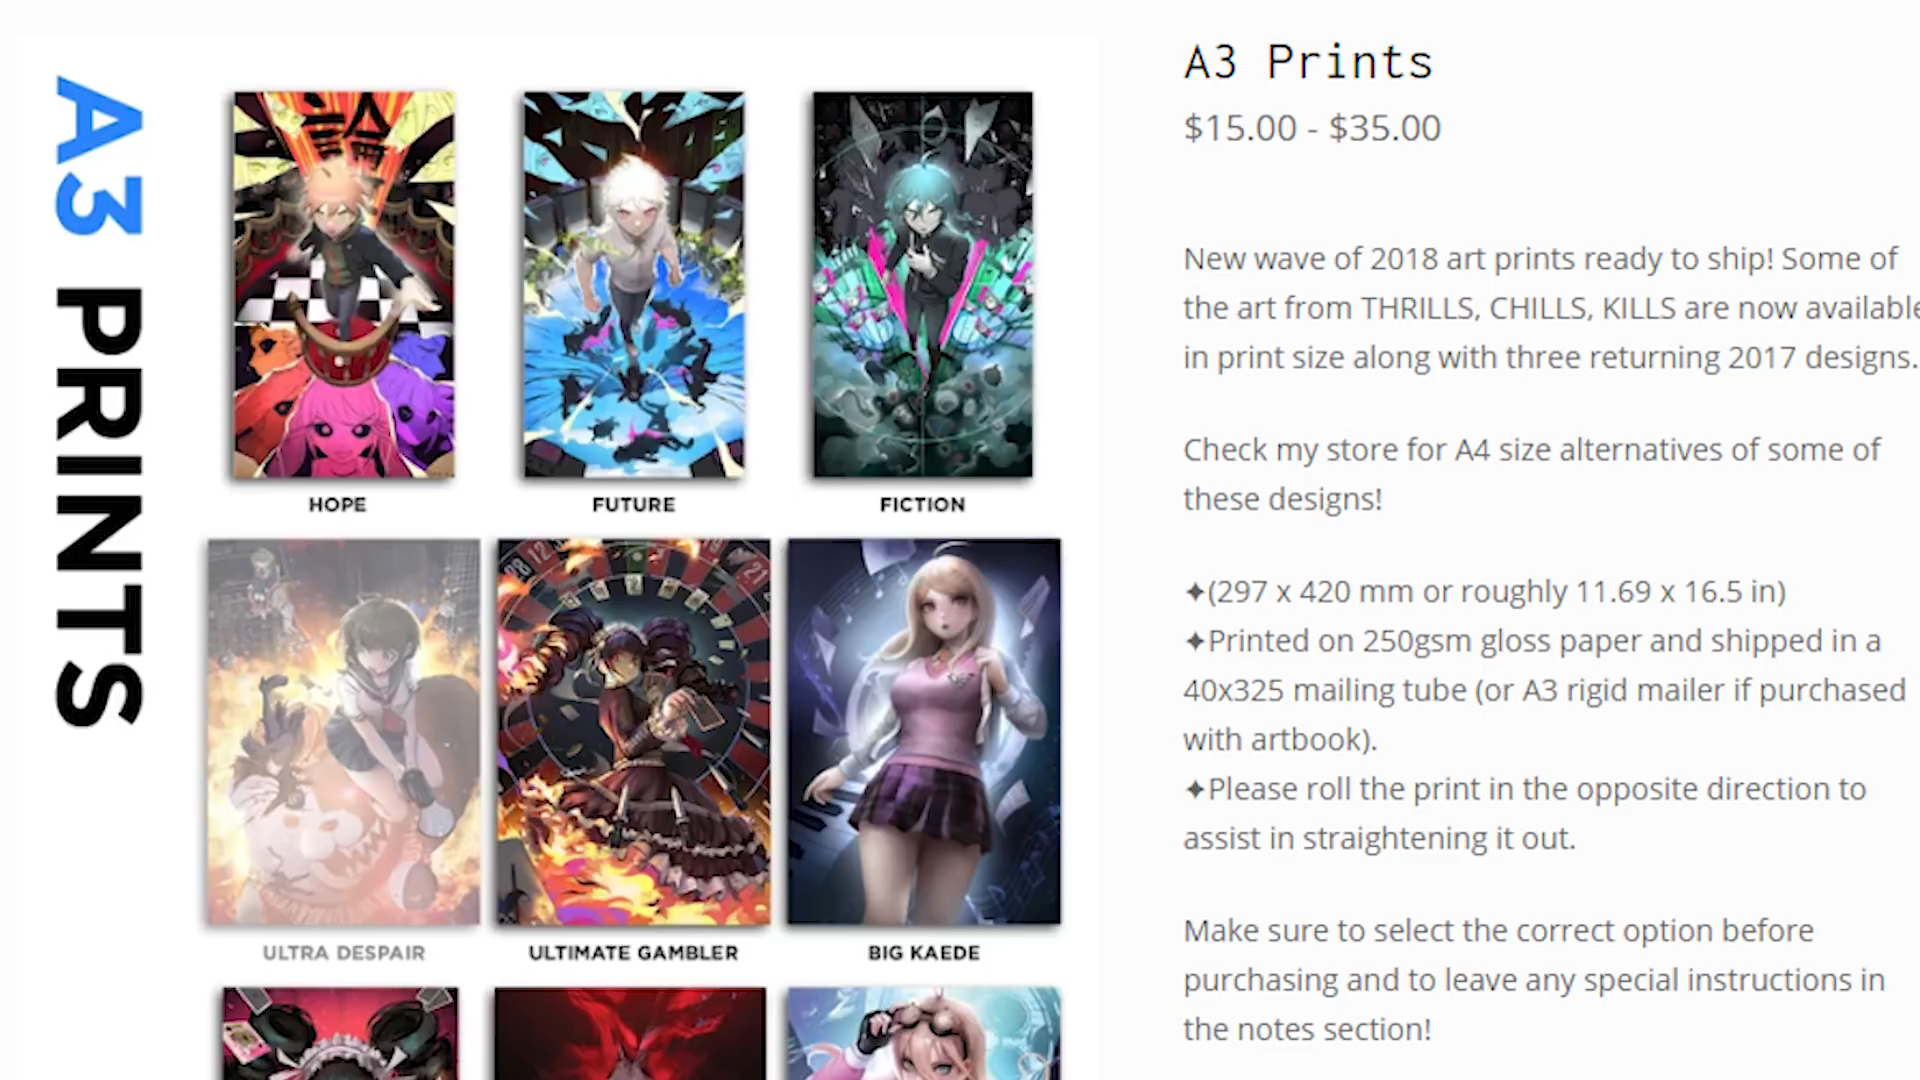 A3 PRINTS
HOPE
FUTURE
FICTION
ULTRA DESPAIR
ULTIMATE GAMBLER
BIG KAEDE
A3 Prints
$15.00 - $35.00
New wave of 2018 art prints ready to ship! Some of
the art from THRILLS, CHILLS, KILLS are now available
in print size along with three returning 2017 designs.
Check my store for A4 size alternatives of some of
these designs!
✦(297 x 420 mm or roughly 11.69 x 16.5 in)
✦Printed on 250gsm gloss paper and shipped in a
40x325 mailing tube (or A3 rigid mailer if purchased
with artbook).
✦Please roll the print in the opposite direction to
assist in straightening it out.
Make sure to select the correct option before
purchasing and to leave any special instructions in
the notes section!